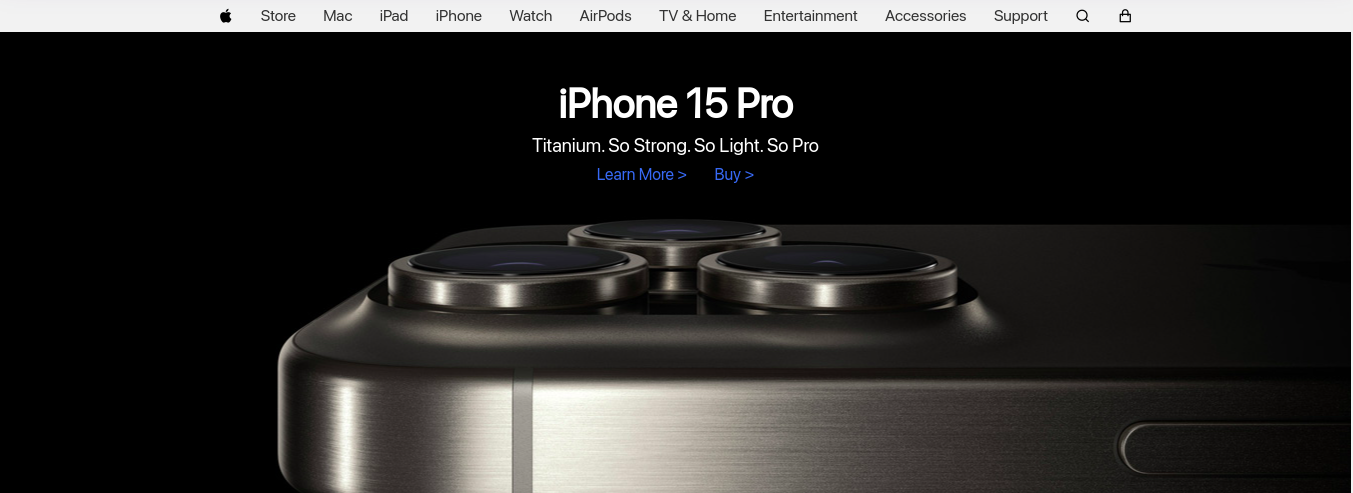 Store Mac iPad iPhone Watch AirPods TV & Home Entertainment Accessories Support
iPhone 15 Pro
Titanium. So Strong. So Light. So Pro
Learn More > Buy >